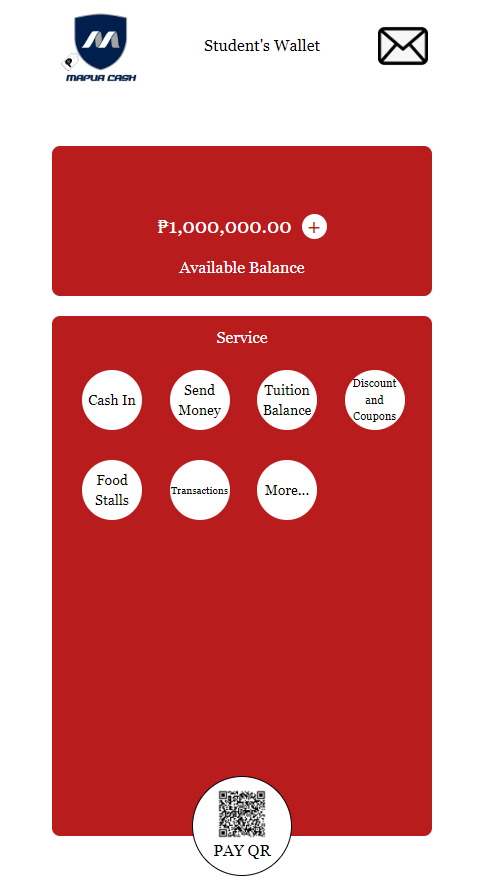 MAPUA CASH
Student's Wallet
₱1,000,000.00 +
Available Balance
Service
Cash In
Send
Money
Tuition
Balance
Discount
and
Coupons
Food
Stalls
Transactions
More...
PAY QR